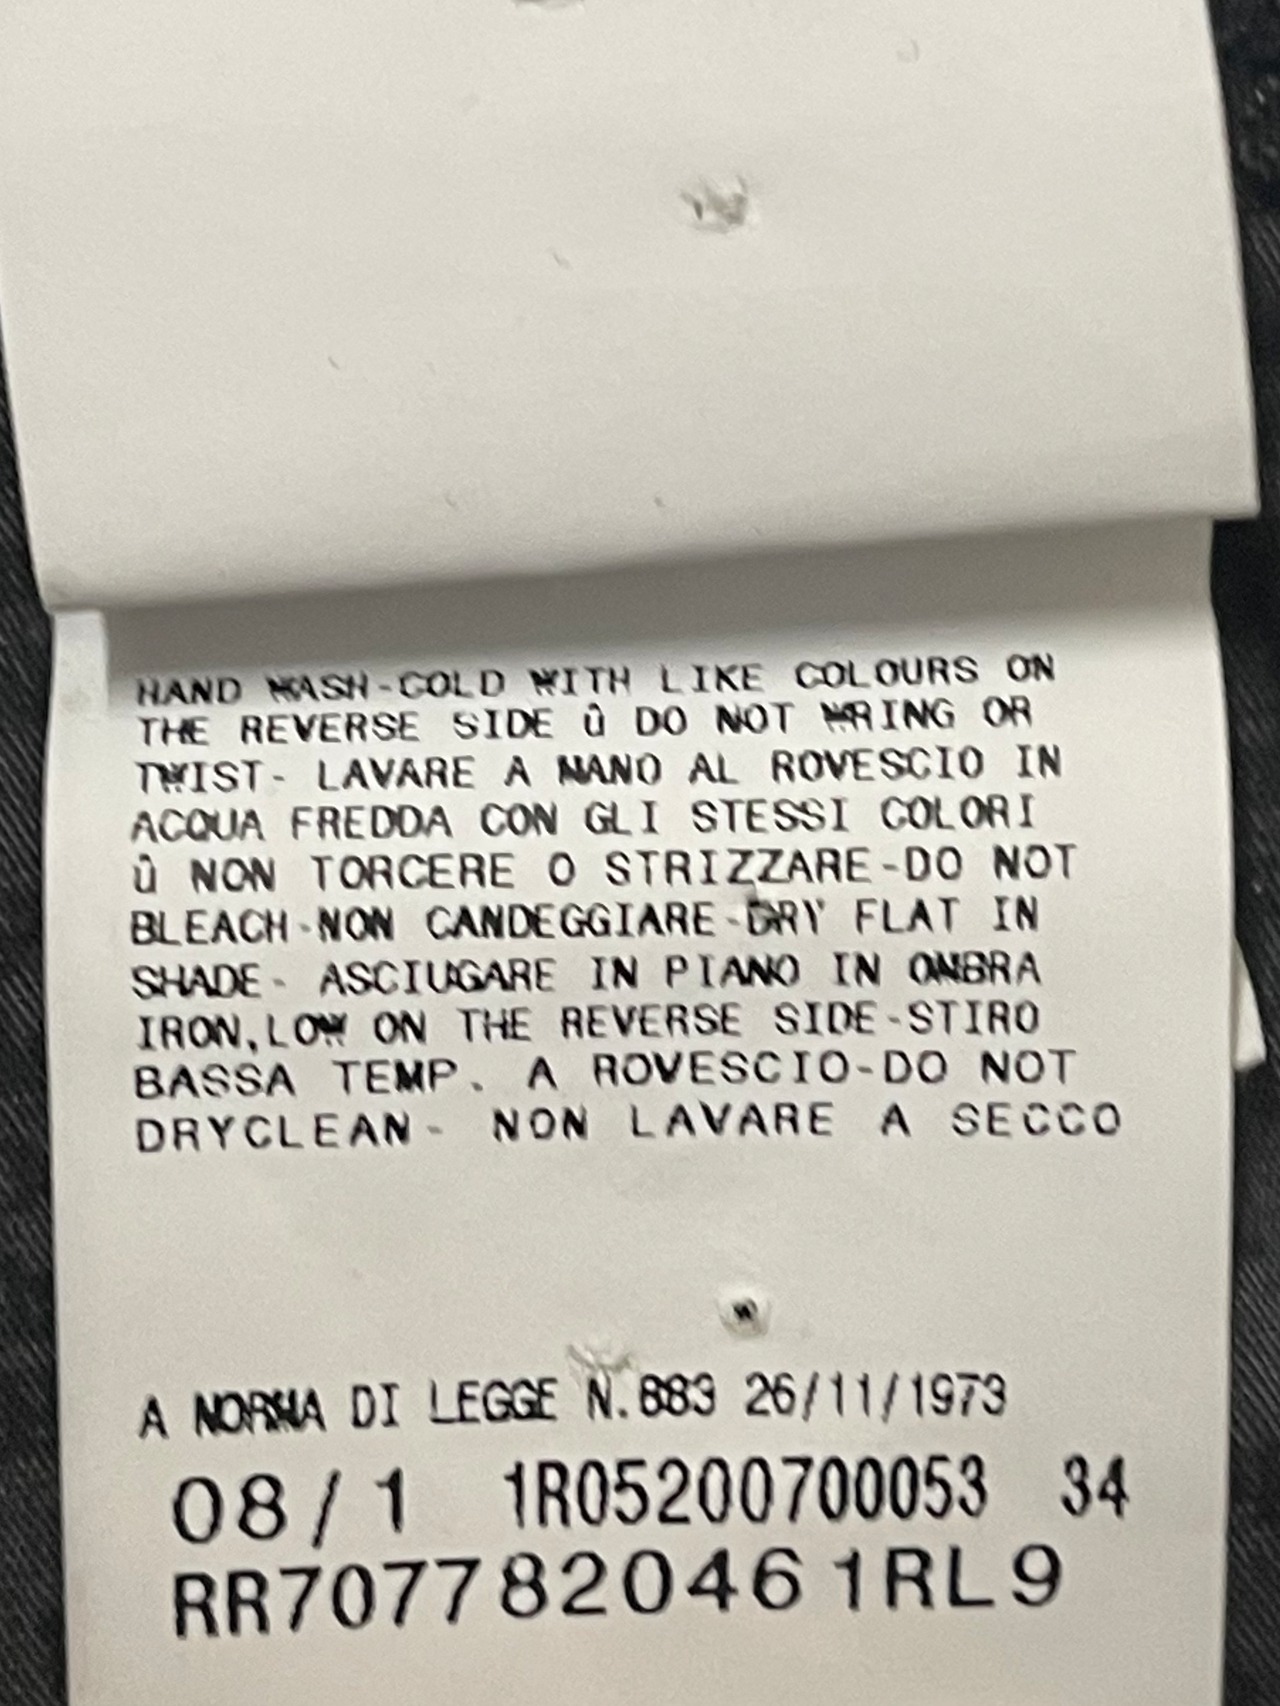 HAND WASH-COLD WITH LIKE COLOURS ON
THE REVERSE SIDE û DO NOT WRING OR
TWIST- LAVARE A MANO AL ROVESCIO IN
ACQUA FREDDA CON GLI STESSI COLORI
û NON TORCERE O STRIZZARE-DO NOT
BLEACH-NON CANDEGGIARE-DRY FLAT IN
SHADE- ASCIUGARE IN PIANO IN OMBRA
IRON,LOW ON THE REVERSE SIDE-STIRO
BASSA TEMP. A ROVESCIO-DO NOT
DRYCLEAN- NON LAVARE A SECCO
A NORMA DI LEGGE N.883 26/11/1973
08/1 1R05200700053 34
RR7077820461RL9